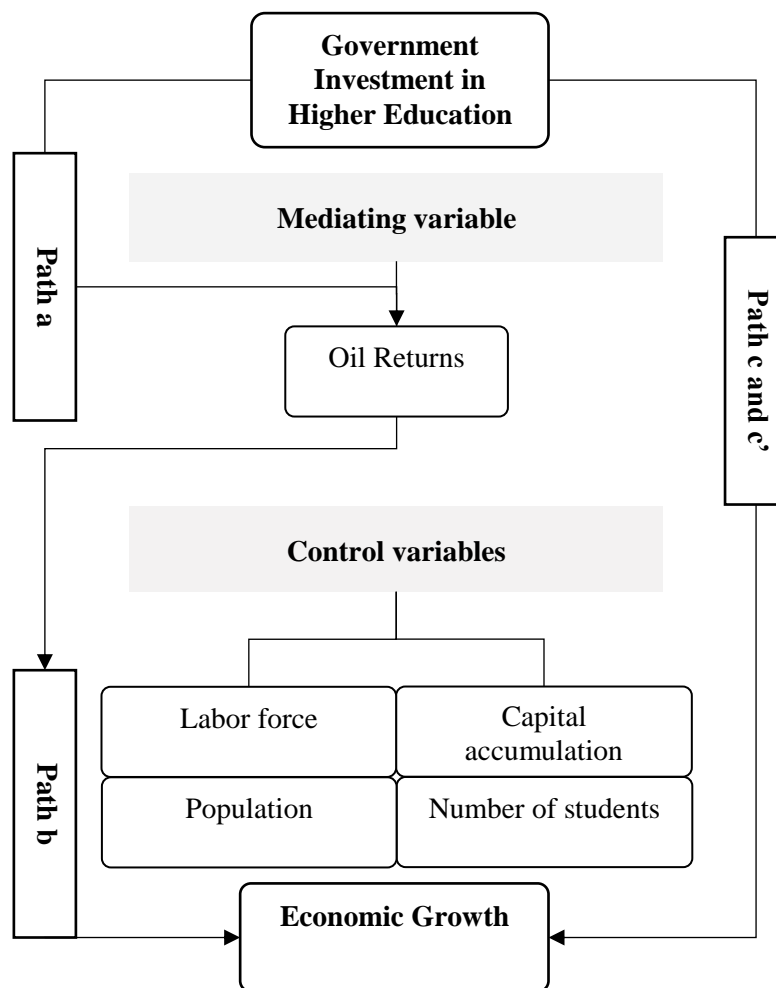 Government
Investment in
Higher Education
Mediating variable
Path a
Oil Returns
Path c and c’
Control variables
Labor force
Capital
accumulation
Population
Number of students
Path b
Economic Growth